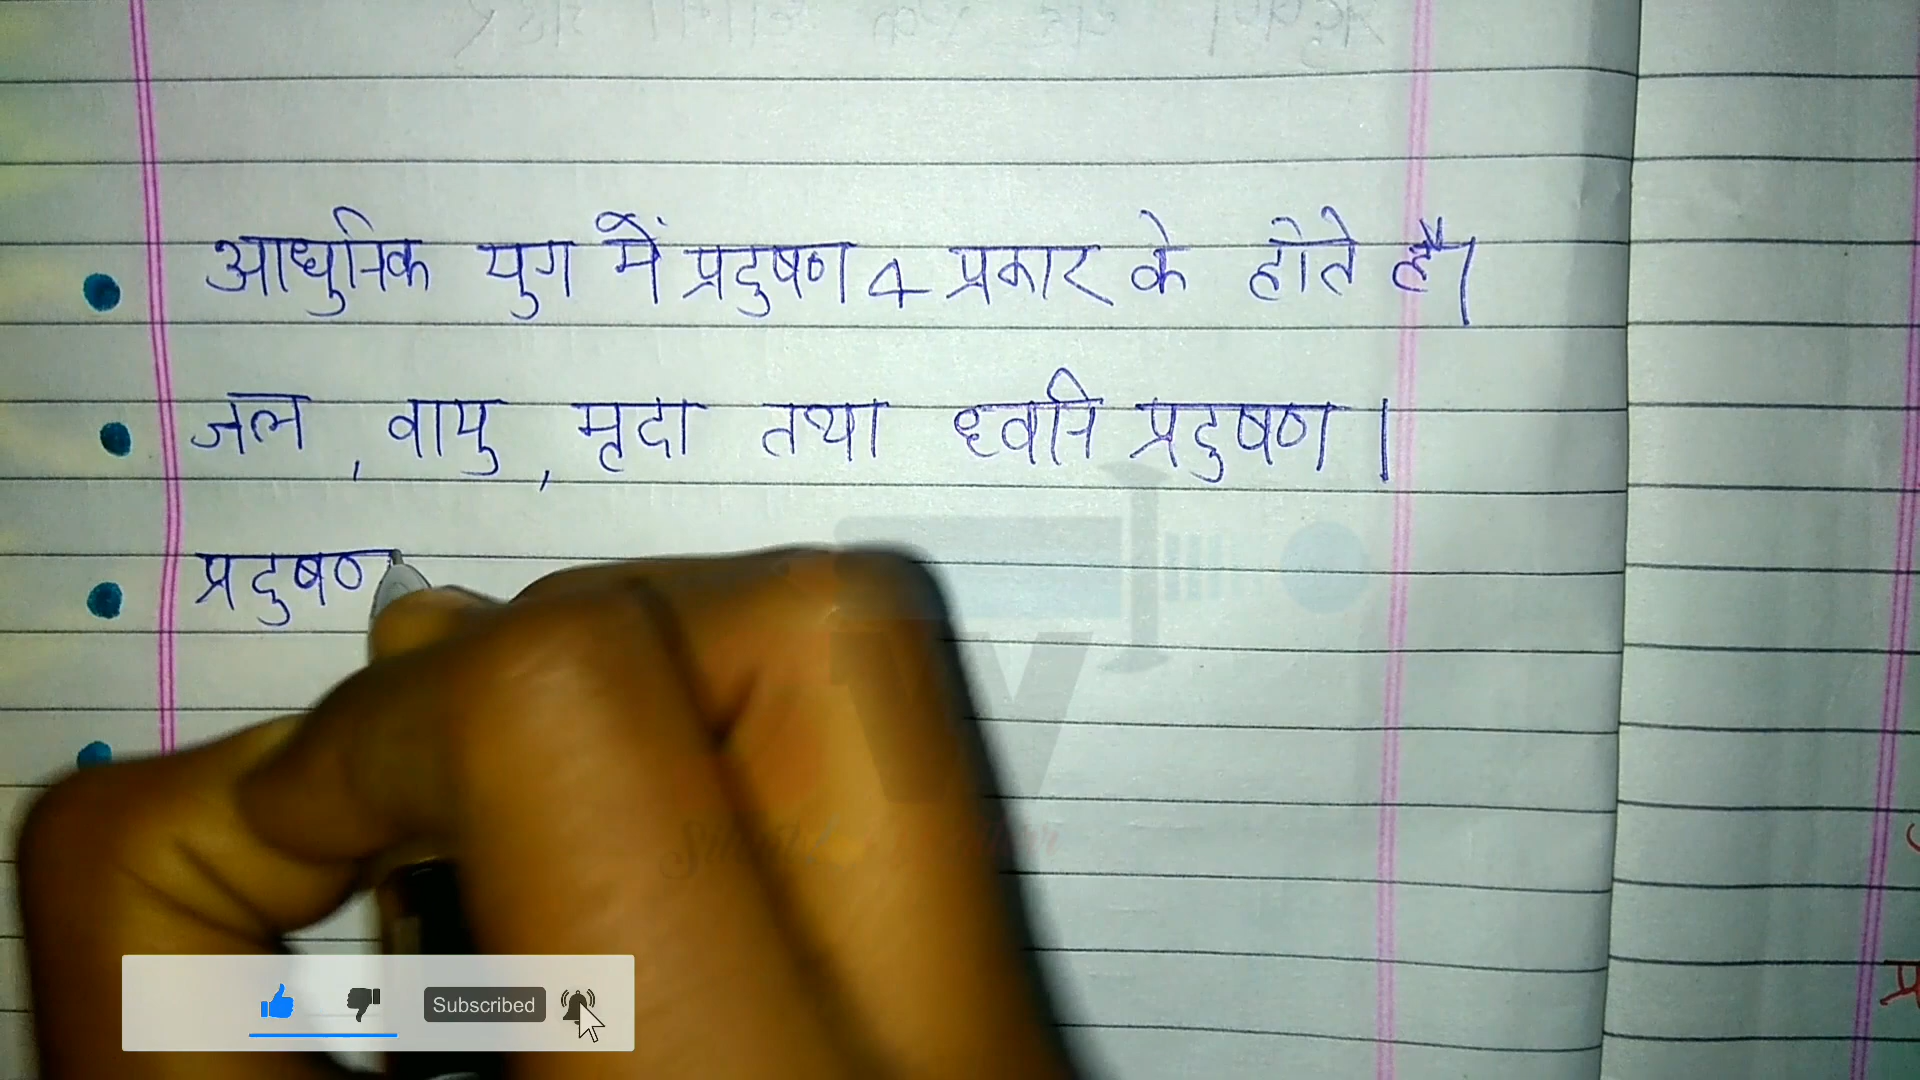 आधुनिक युग में प्रदुषण 4 प्रकार के होते है।
जल, वायु, मृदा तथा ध्वनि प्रदुषण।
प्रदुषण
Subscribed